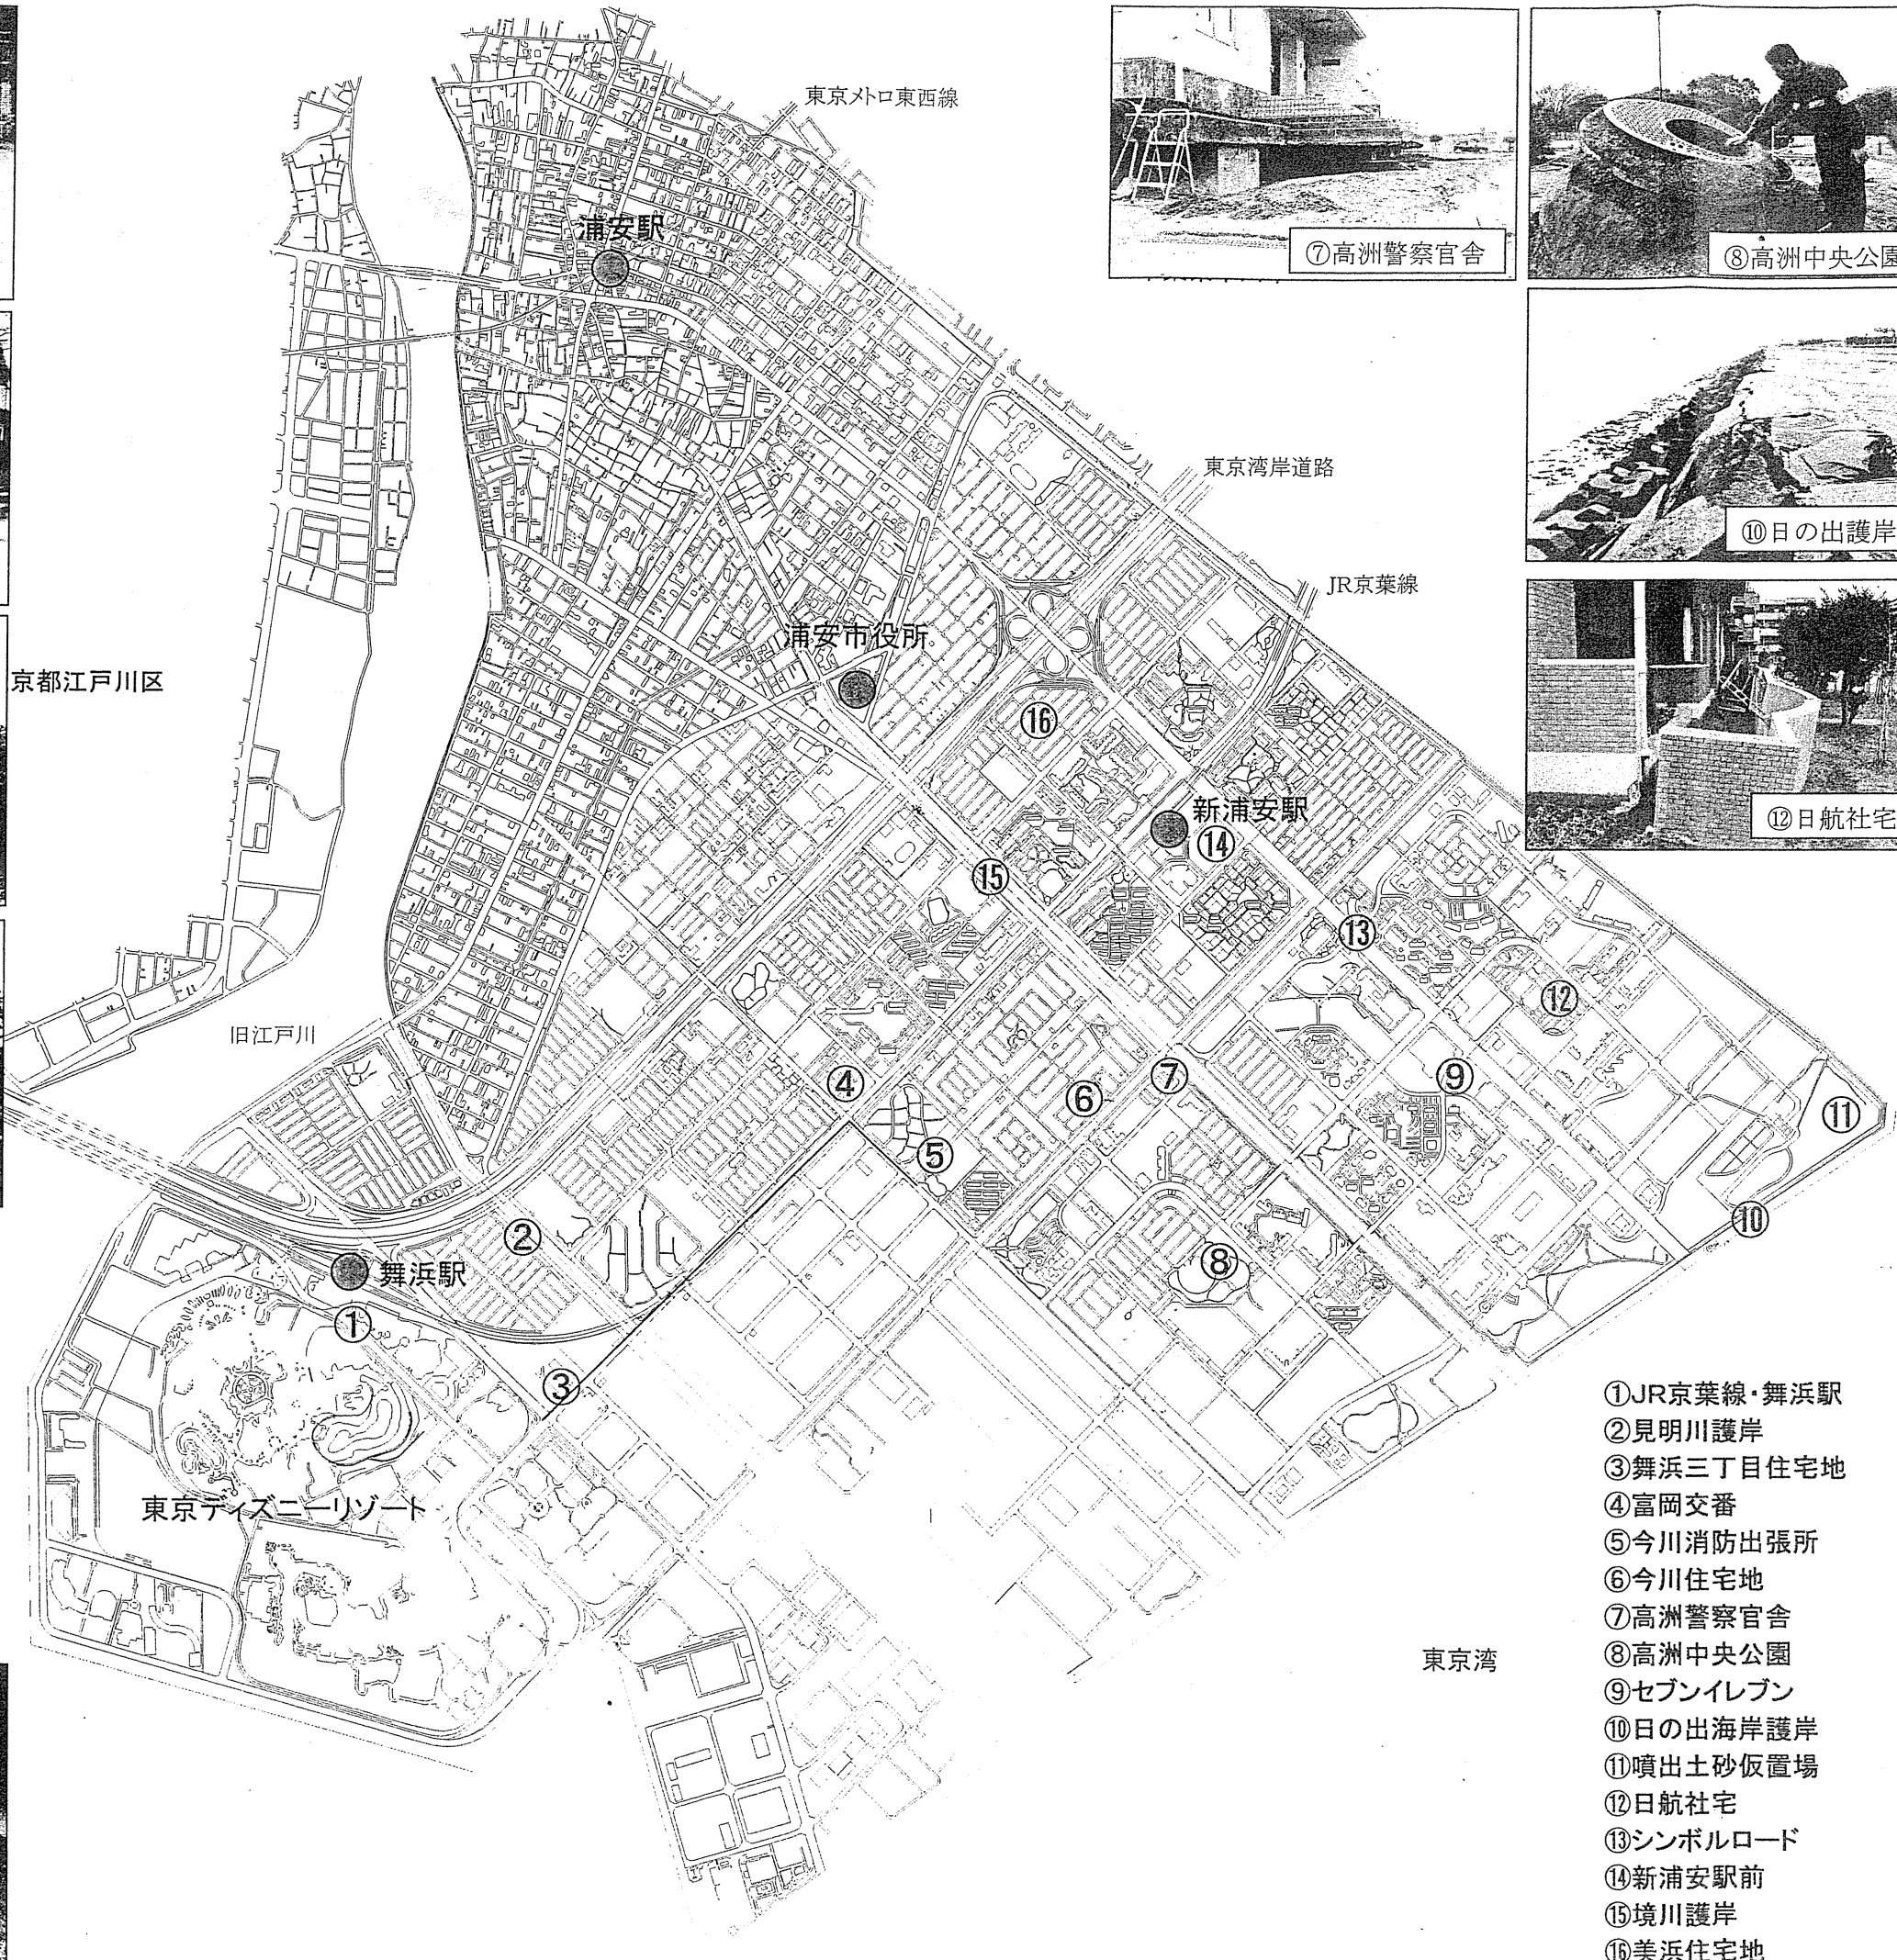 東京メトロ東西線
⑦高洲警察官舎
⑧高洲中央公園
浦安駅
東京湾岸道路
⑩日の出護岸
JR京葉線
浦安市役所
京都江戸川区
⑯
新浦安駅
⑫日航社宅
⑭
⑮
⑬
⑫
旧江戸川
④
⑥
⑦
⑨
⑪
⑤
②
⑩
⑧
舞浜駅
①
③
東京ディズニーリゾート
東京湾
①JR京葉線・舞浜駅
②見明川護岸
③舞浜三丁目住宅地
④富岡交番
⑤今川消防出張所
⑥今川住宅地
⑦高洲警察官舎
⑧高洲中央公園
⑨セブンイレブン
⑩日の出海岸護岸
⑪噴出土砂仮置場
⑫日航社宅
⑬シンボルロード
⑭新浦安駅前
⑮境川護岸
⑯美浜住宅地